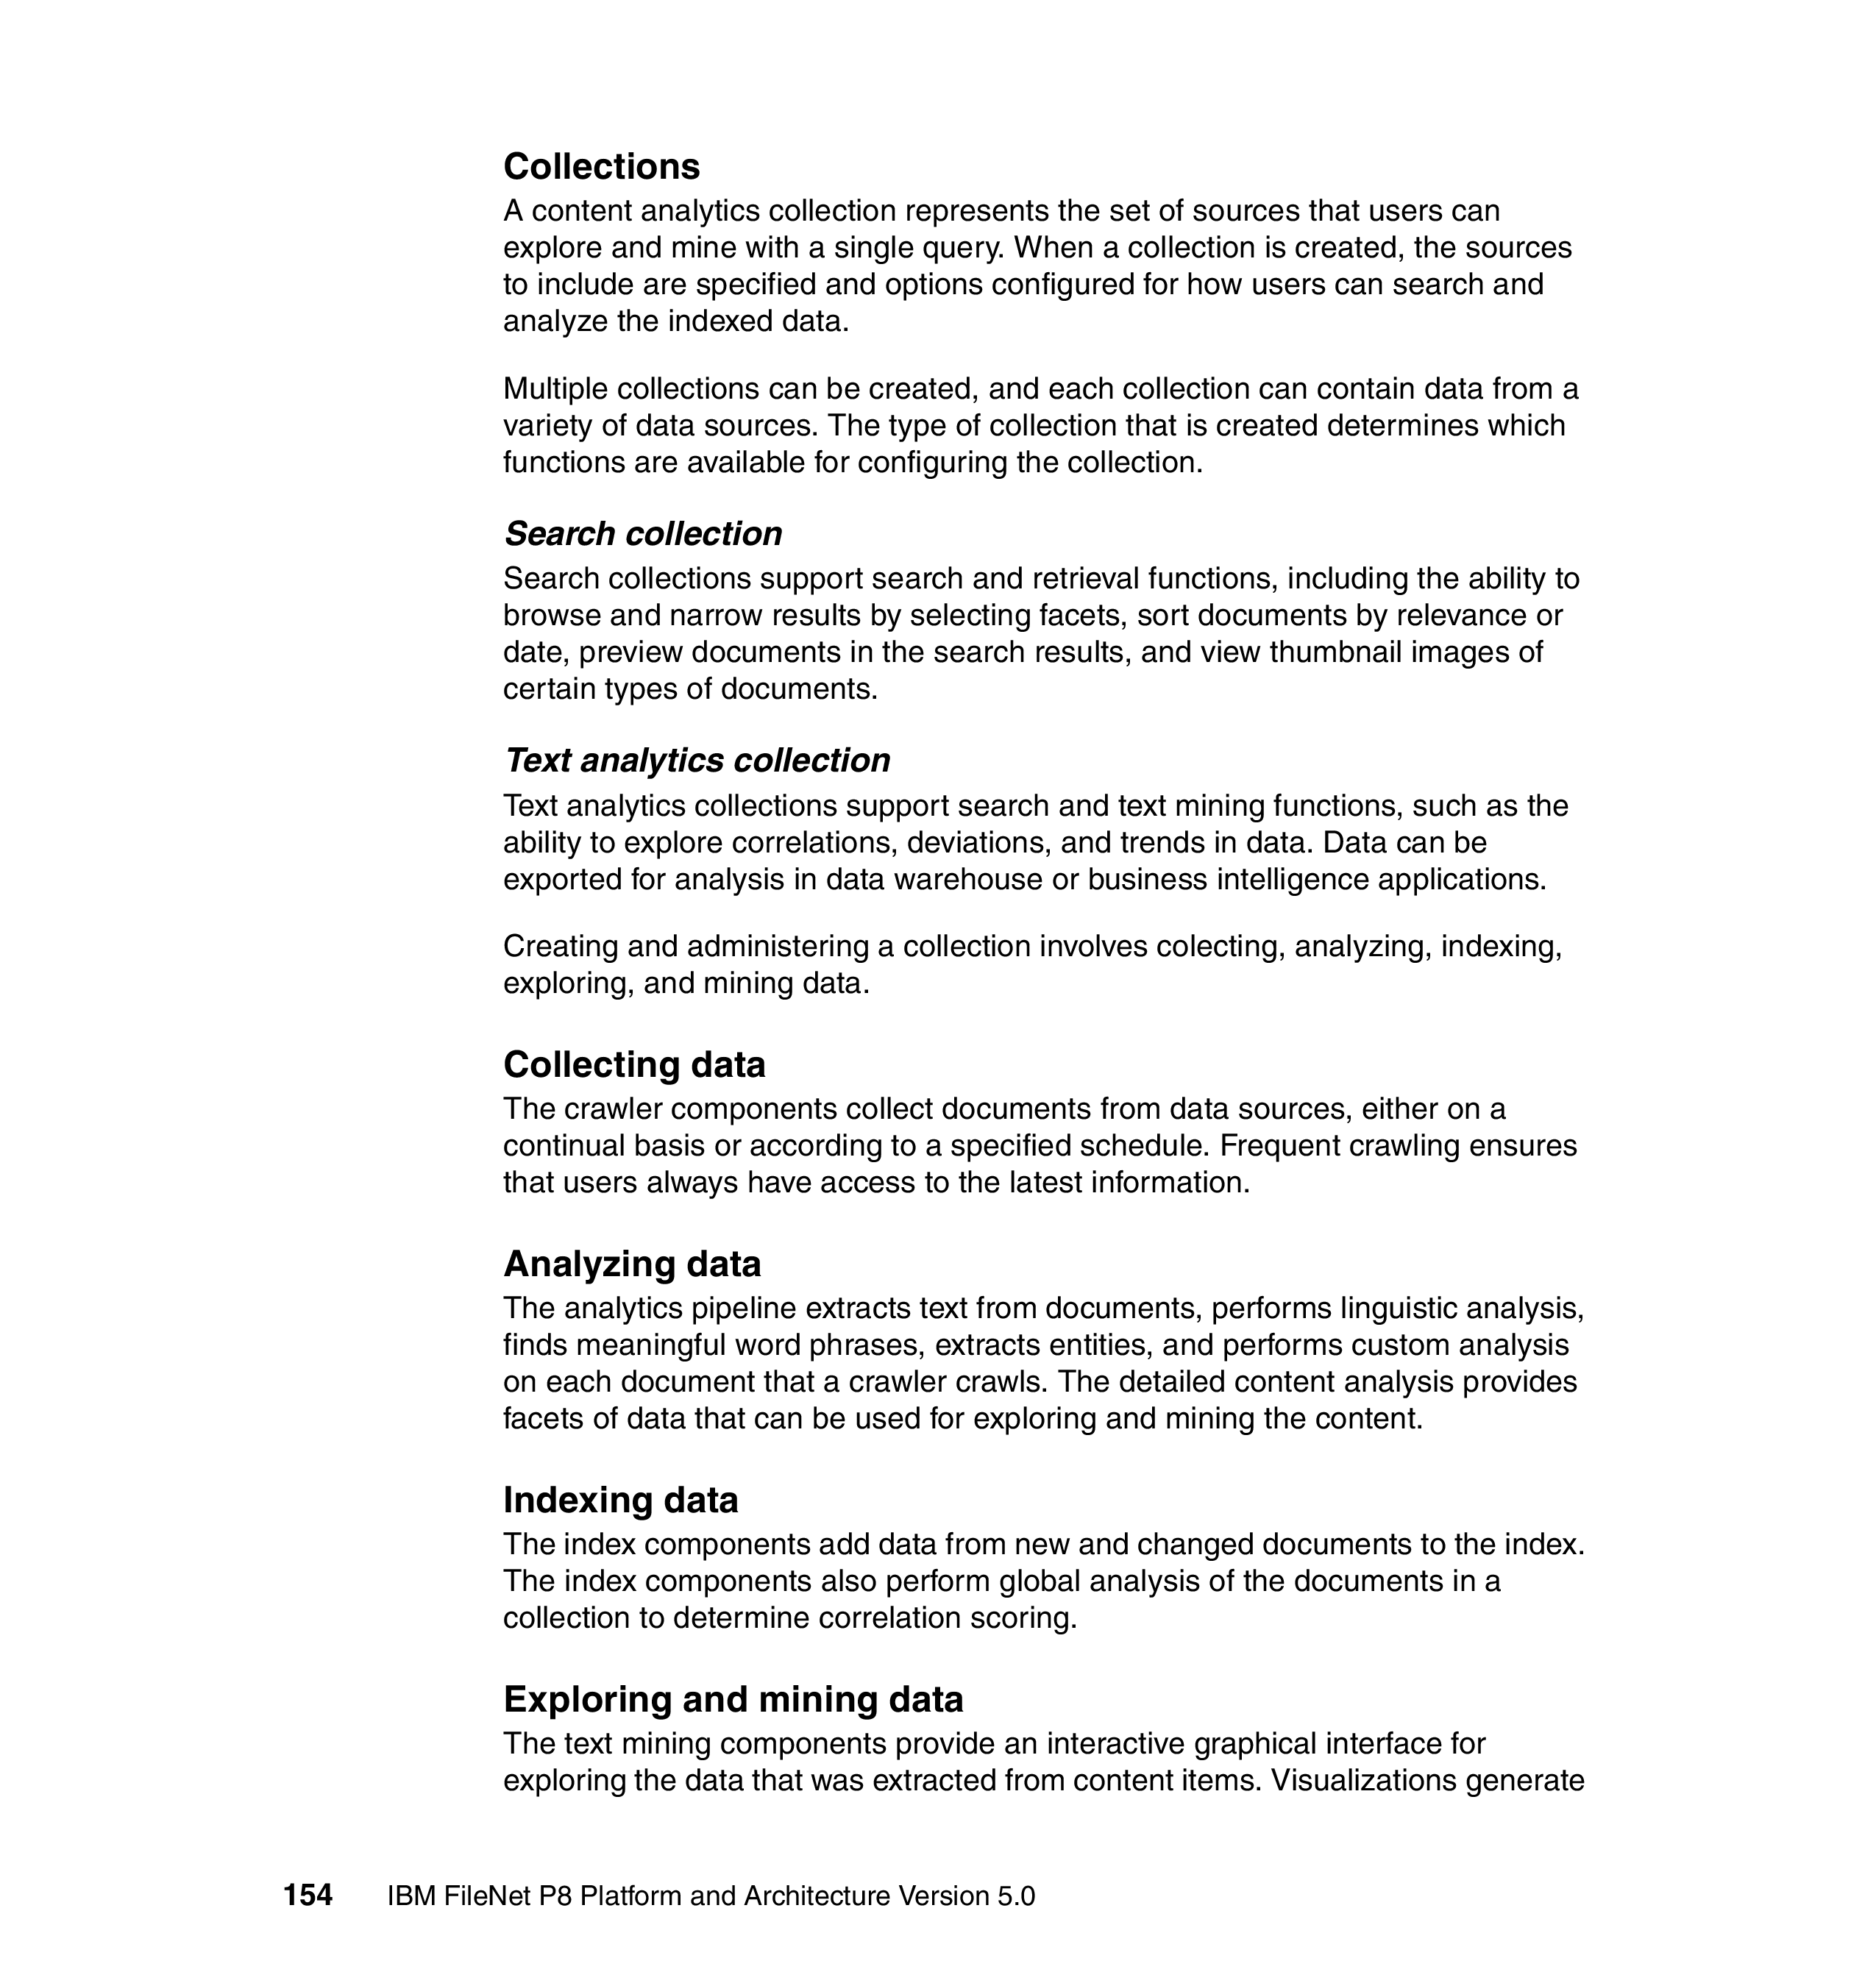 Collections
A content analytics collection represents the set of sources that users can
explore and mine with a single query. When a collection is created, the sources
to include are specified and options configured for how users can search and
analyze the indexed data.
Multiple collections can be created, and each collection can contain data from a
variety of data sources. The type of collection that is created determines which
functions are available for configuring the collection.
Search collection
Search collections support search and retrieval functions, including the ability to
browse and narrow results by selecting facets, sort documents by relevance or
date, preview documents in the search results, and view thumbnail images of
certain types of documents.
Text analytics collection
Text analytics collections support search and text mining functions, such as the
ability to explore correlations, deviations, and trends in data. Data can be
exported for analysis in data warehouse or business intelligence applications.
Creating and administering a collection involves colecting, analyzing, indexing,
exploring, and mining data.
Collecting data
The crawler components collect documents from data sources, either on a
continual basis or according to a specified schedule. Frequent crawling ensures
that users always have access to the latest information.
Analyzing data
The analytics pipeline extracts text from documents, performs linguistic analysis,
finds meaningful word phrases, extracts entities, and performs custom analysis
on each document that a crawler crawls. The detailed content analysis provides
facets of data that can be used for exploring and mining the content.
Indexing data
The index components add data from new and changed documents to the index.
The index components also perform global analysis of the documents in a
collection to determine correlation scoring.
Exploring and mining data
The text mining components provide an interactive graphical interface for
exploring the data that was extracted from content items. Visualizations generate
154 IBM FileNet P8 Platform and Architecture Version 5.0